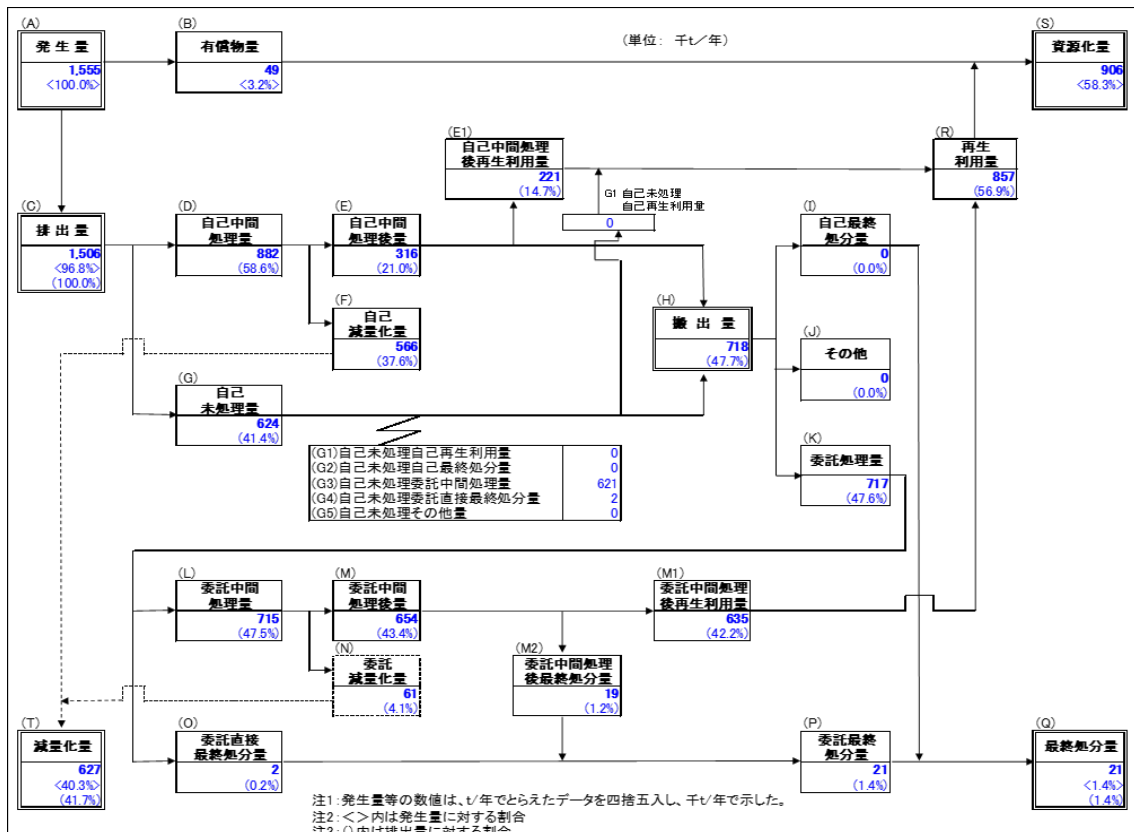 (A)
発 生 量
1,555
<100.0%>
(B)
有償物量
49
<3.2%>
(単位： 千t／年)
(S)
資源化量
906
<58.3%>
(E1)
自己中間処理
後再生利用量
221
(14.7%)
(R)
再生
利用量
857
(56.9%)
G1 自己未処理
自己再生利用量
0
(C)
排 出 量
1,506
<96.8%>
(100.0%)
(D)
自己中間
処理量
882
(58.6%)
(E)
自己中間
処理後量
316
(21.0%)
(I)
自己最終
処分量
0
(0.0%)
(F)
自己
減量化量
566
(37.6%)
(H)
搬 出 量
718
(47.7%)
(J)
その他
0
(0.0%)
(G)
自己
未処理量
624
(41.4%)
(G1)自己未処理自己再生利用量 0
(G2)自己未処理自己最終処分量 0
(G3)自己未処理委託中間処理量 621
(G4)自己未処理委託直接最終処分量 2
(G5)自己未処理その他量 0
(K)
委託処理量
717
(47.6%)
(L)
委託中間
処理量
715
(47.5%)
(M)
委託中間
処理後量
654
(43.4%)
(M1)
委託中間処理
後再生利用量
635
(42.2%)
(N)
委託
減量化量
61
(4.1%)
(M2)
委託中間処理
後最終処分量
19
(1.2%)
(T)
減量化量
627
<40.3%>
(41.7%)
(O)
委託直接
最終処分量
2
(0.2%)
(P)
委託最終
処分量
21
(1.4%)
(Q)
最終処分量
21
<1.4%>
(1.4%)
注1：発生量等の数値は、t/年でとらえたデータを四捨五入し、千t/年で示した。
注2：<>内は発生量に対する割合
注3：()内は排出量に対する割合